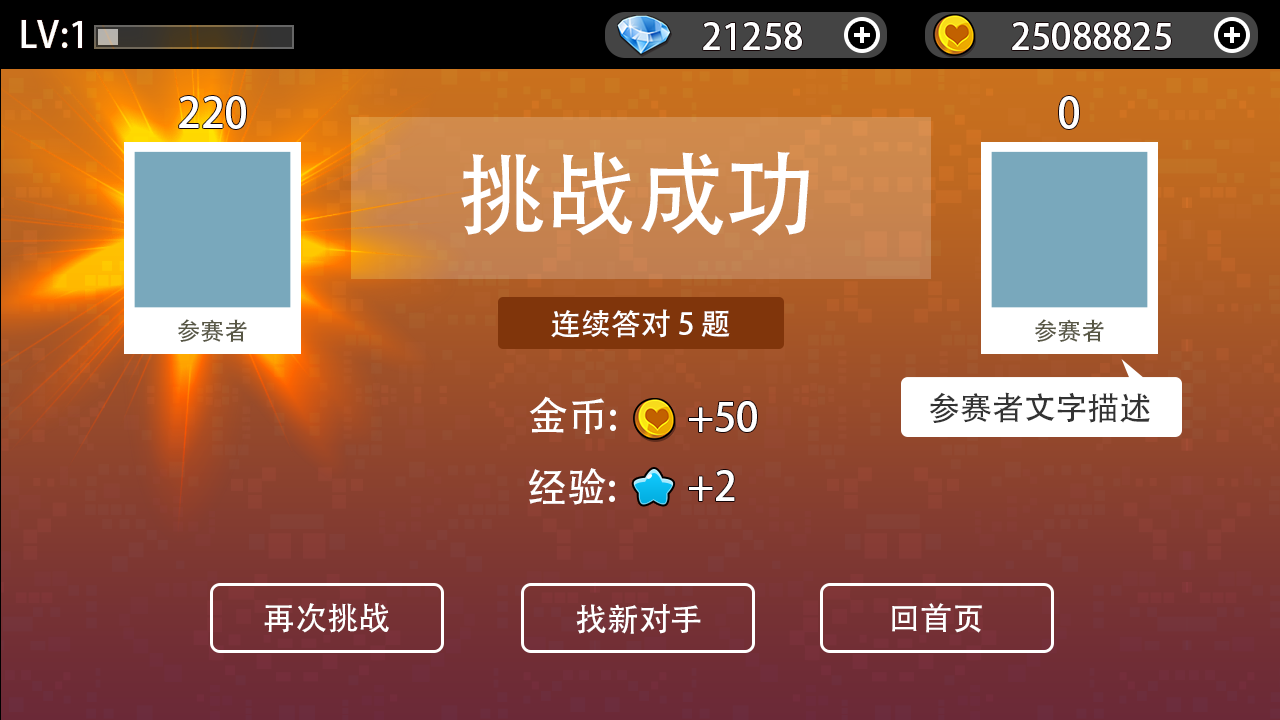 LV:1
21258
25088825
220
0
挑战成功
参赛者
参赛者
连续答对 5 题
参赛者文字描述
金币: +50
经验: +2
再次挑战
找新对手
回首页